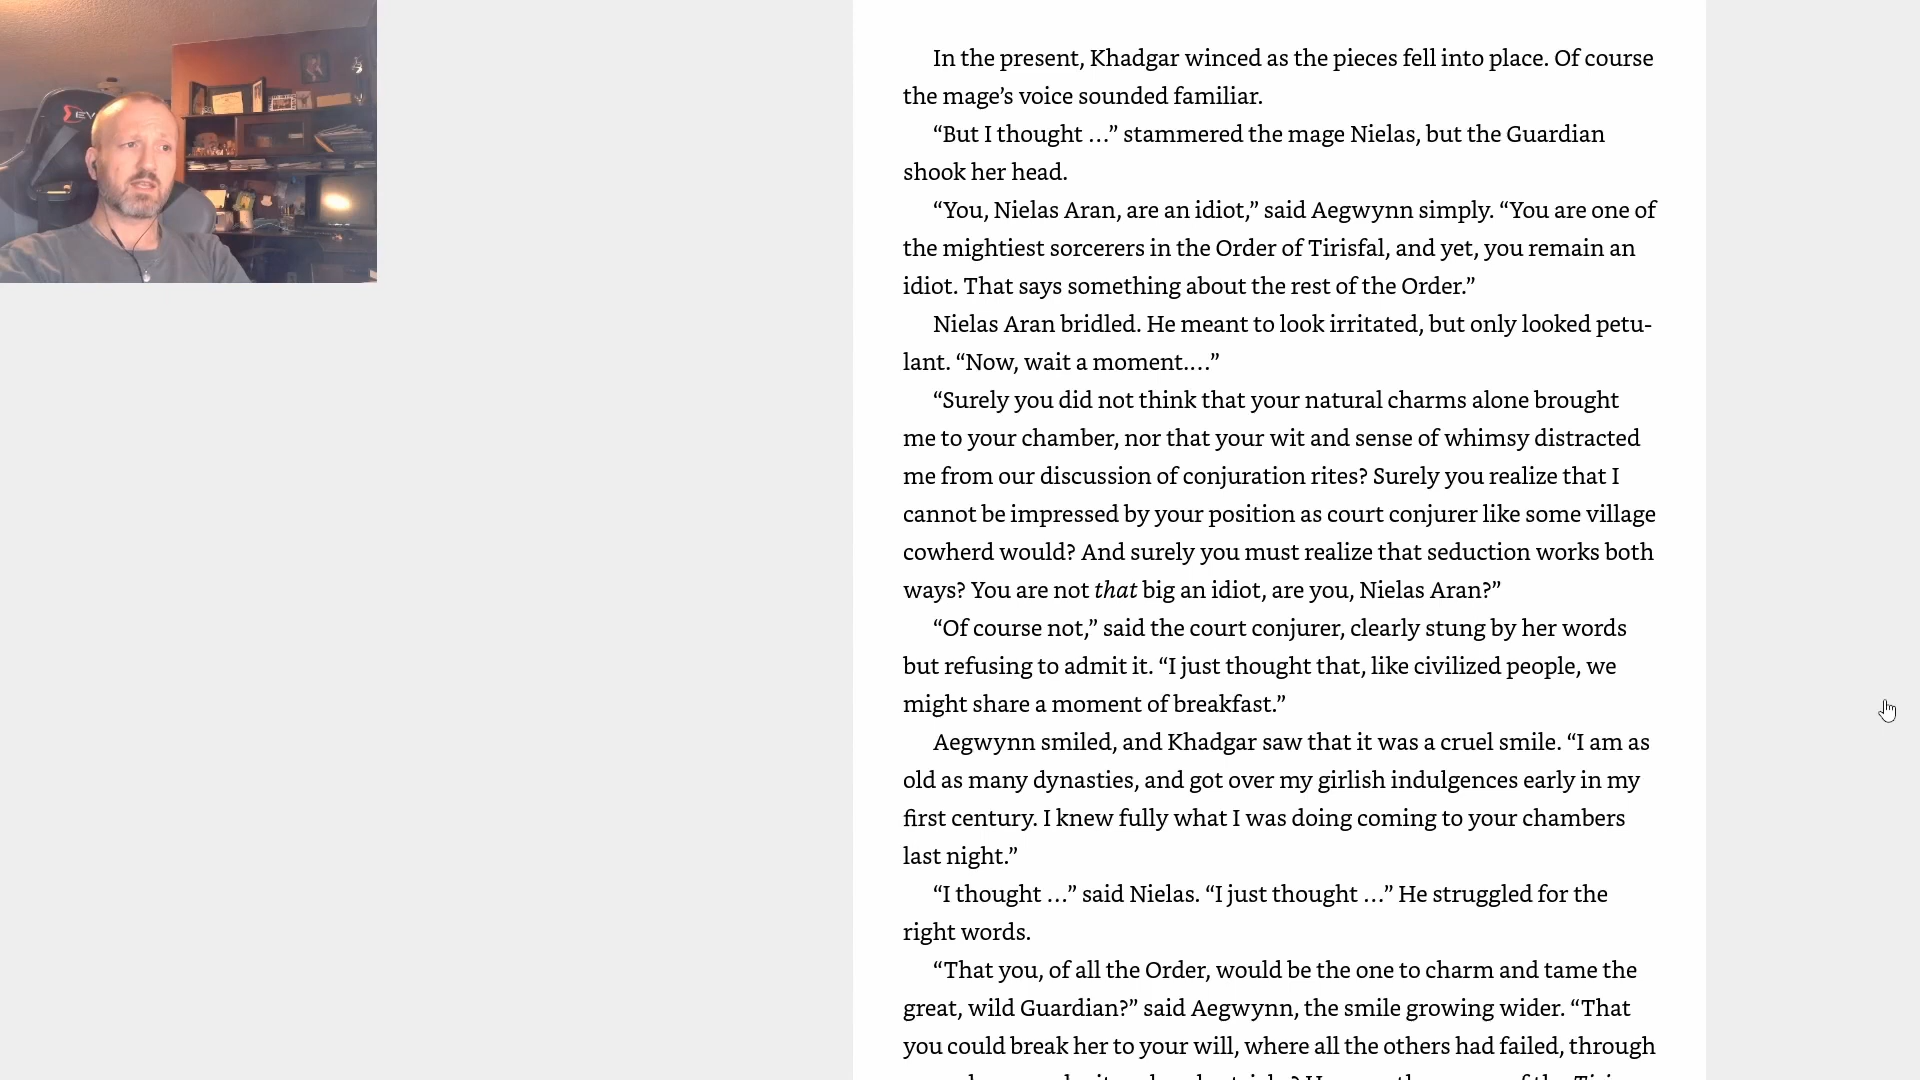 EV
In the present, Khadgar winced as the pieces fell into place. Of course
the mage’s voice sounded familiar.
“But I thought …” stammered the mage Nielas, but the Guardian
shook her head.
“You, Nielas Aran, are an idiot,” said Aegwynn simply. “You are one of
the mightiest sorcerers in the Order of Tirisfal, and yet, you remain an
idiot. That says something about the rest of the Order.”
Nielas Aran bridled. He meant to look irritated, but only looked petu-
lant. “Now, wait a moment.…”
“Surely you did not think that your natural charms alone brought
me to your chamber, nor that your wit and sense of whimsy distracted
me from our discussion of conjuration rites? Surely you realize that I
cannot be impressed by your position as court conjurer like some village
cowherd would? And surely you must realize that seduction works both
ways? You are not that big an idiot, are you, Nielas Aran?”
“Of course not,” said the court conjurer, clearly stung by her words
but refusing to admit it. “I just thought that, like civilized people, we
might share a moment of breakfast.”
Aegwynn smiled, and Khadgar saw that it was a cruel smile. “I am as
old as many dynasties, and got over my girlish indulgences early in my
first century. I knew fully what I was doing coming to your chambers
last night.”
“I thought …” said Nielas. “I just thought …” He struggled for the
right words.
“That you, of all the Order, would be the one to charm and tame the
great, wild Guardian?” said Aegwynn, the smile growing wider. “That
you could break her to your will, where all the others had failed, through